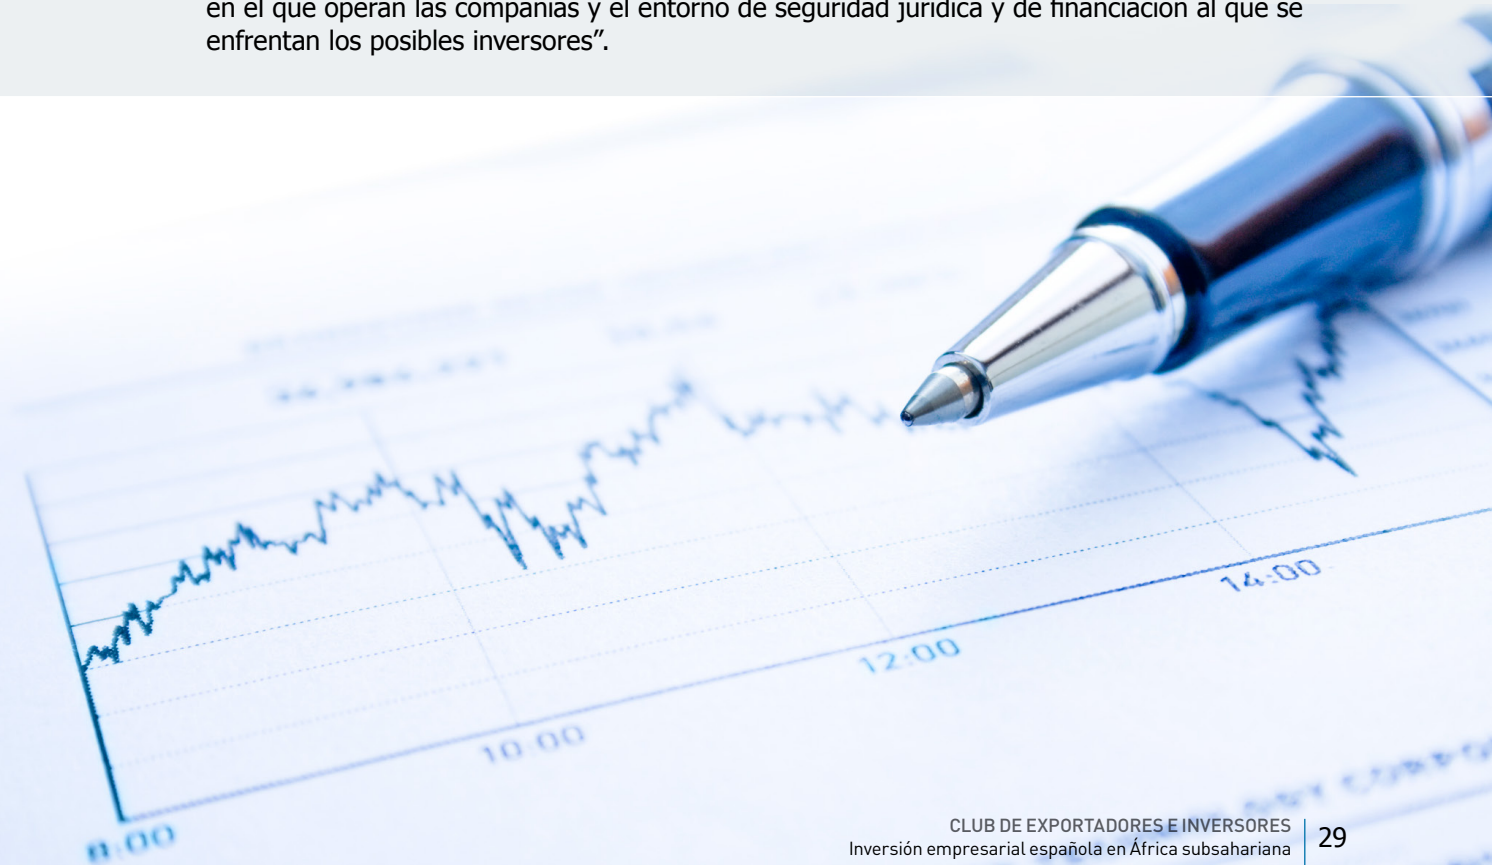 en el que operan las compañías y el entorno de seguridad jurídica y de financiación al que se
enfrentan los posibles inversores”.
14:00
12:00
10:00
8:00
CLUB DE EXPORTADORES E INVERSORES
Inversión empresarial española en África subsahariana
29